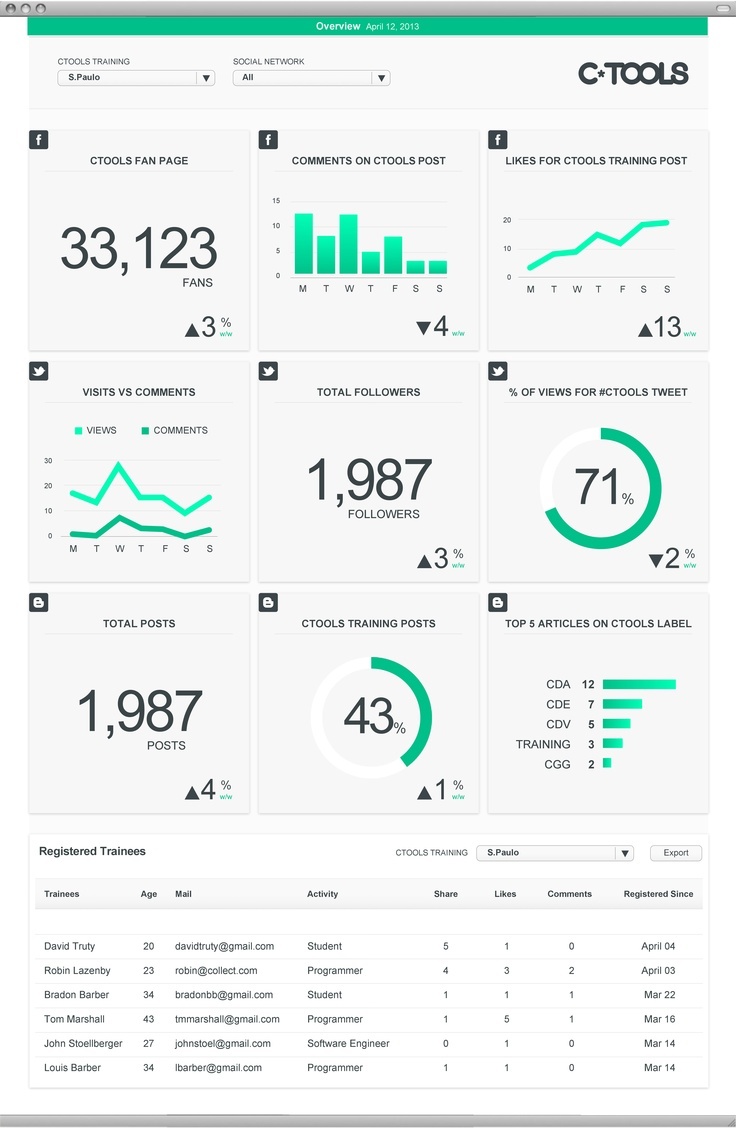 Overview April 12, 2013
CTOOLS TRAINING
S.Paulo
SOCIAL NETWORK
All
C*TOOLS
CTOOLS FAN PAGE
33,123
FANS
▲3 % w/w
COMMENTS ON CTOOLS POST
15
10
5
0
M T W T F S S
▼4 w/w
LIKES FOR CTOOLS TRAINING POST
20
10
0
M T W T F S S
▲13 w/w
VISITS VS COMMENTS
VIEWS COMMENTS
30
20
10
0
M T W T F S S
TOTAL FOLLOWERS
1,987
FOLLOWERS
▲3 % w/w
% OF VIEWS FOR #CTOOLS TWEET
71%
▼2 % w/w
TOTAL POSTS
1,987
POSTS
▲4 % w/w
CTOOLS TRAINING POSTS
43%
▲1 % w/w
TOP 5 ARTICLES ON CTOOLS LABEL
CDA 12
CDE 7
CDV 5
TRAINING 3
CGG 2
Registered Trainees
CTOOLS TRAINING S.Paulo Export
Trainees Age Mail Activity Share Likes Comments Registered Since
David Truty 20 davidtruty@gmail.com Student 5 1 0 April 04
Robin Lazenby 23 robin@collect.com Programmer 4 3 2 April 03
Bradon Barber 34 bradonbb@gmail.com Student 1 1 1 Mar 22
Tom Marshall 43 tmmarshall@gmail.com Programmer 1 5 1 Mar 16
John Stoellberger 27 johnstoel@gmail.com Software Engineer 0 1 0 Mar 14
Louis Barber 34 lbarber@gmail.com Programmer 1 1 0 Mar 14